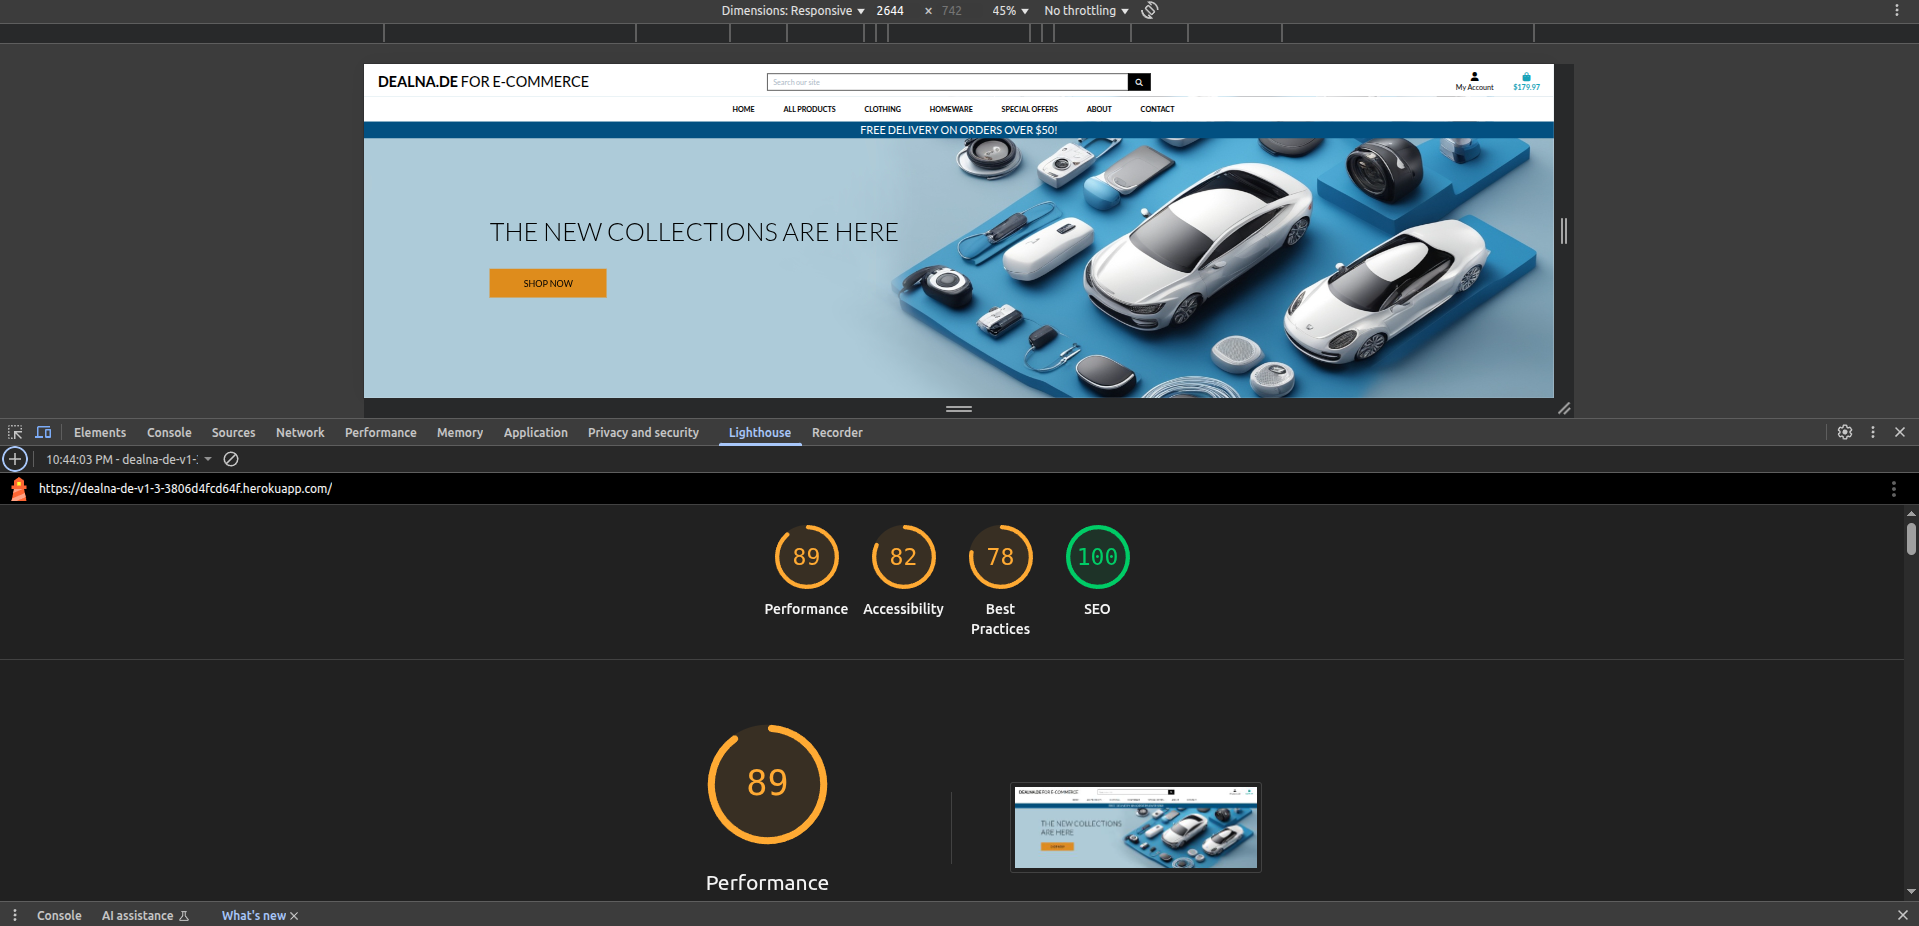 Dimensions: Responsive 2644 × 742 45% No throttling
DEALNA.DE FOR E-COMMERCE
Search our site
My Account
$179.97
HOME ALL PRODUCTS CLOTHING HOMEWARE SPECIAL OFFERS ABOUT CONTACT
FREE DELIVERY ON ORDERS OVER $50!
THE NEW COLLECTIONS ARE HERE
SHOP NOW
Elements Console Sources Network Performance Memory Application Privacy and security Lighthouse Recorder
10:44:03 PM - dealna-de-v1-
https://dealna-de-v1-3-3806d4fcd64f.herokuapp.com/
89 82 78 100
Performance Accessibility Best Practices SEO
89
Performance
DEALNA.DE FOR E-COMMERCE
THE NEW COLLECTIONS
ARE HERE
Console AI assistance What's new